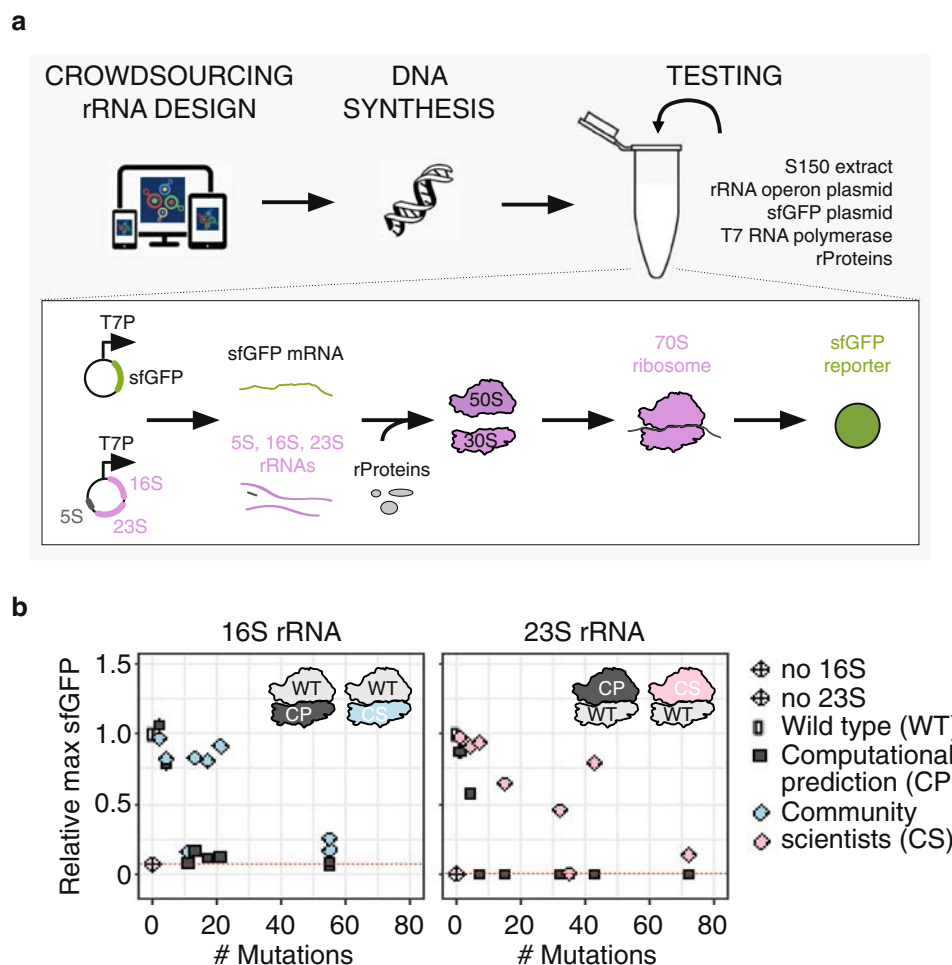 a
CROWDSOURCING
rRNA DESIGN
DNA
SYNTHESIS
TESTING
S150 extract
rRNA operon plasmid
sfGFP plasmid
T7 RNA polymerase
rProteins
T7P
sfGFP
T7P
16S
5S
23S
sfGFP mRNA
5S, 16S, 23S
rRNAs
rProteins
50S
30S
70S
ribosome
sfGFP
reporter
b
16S rRNA
23S rRNA
Relative max sfGFP
1.5
1.0
0.5
0
WT
CP
WT
CS
CP
WT
CS
WT
0 20 40 60 80
# Mutations
0 20 40 60 80
# Mutations
no 16S
no 23S
Wild type (WT)
Computational
prediction (CP
Community
scientists (CS)